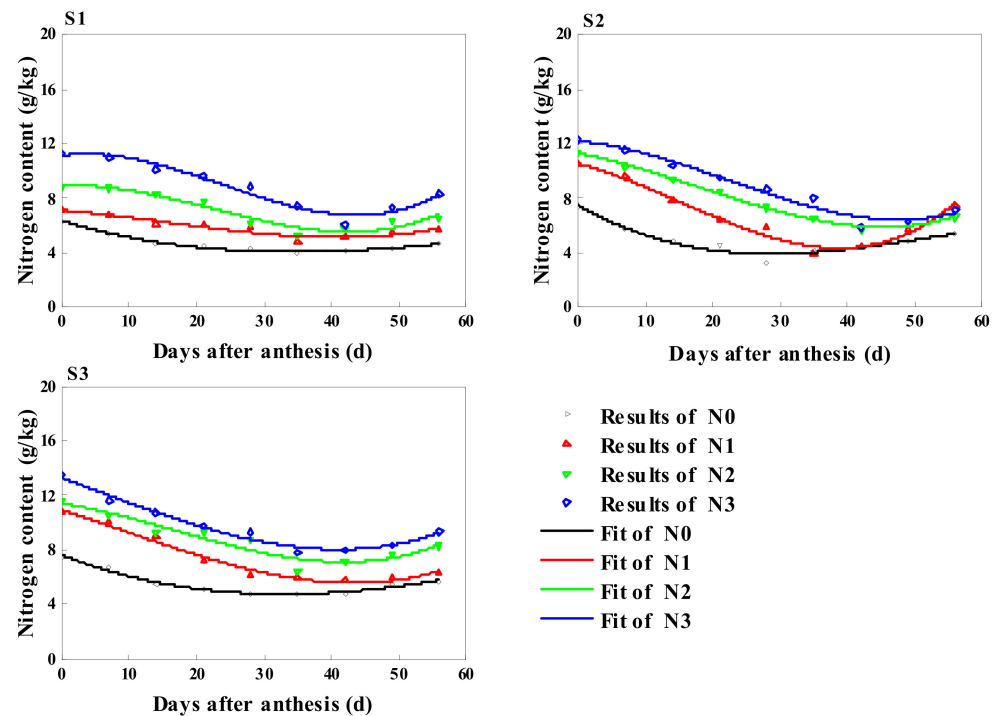 S1
Nitrogen content (g/kg)
20
16
12
8
4
0
0 10 20 30 40 50 60
Days after anthesis (d)
S2
Nitrogen content (g/kg)
20
16
12
8
4
0
0 10 20 30 40 50 60
Days after anthesis (d)
S3
Nitrogen content (g/kg)
20
16
12
8
4
0
0 10 20 30 40 50 60
Days after anthesis (d)
Results of N0
Results of N1
Results of N2
Results of N3
Fit of N0
Fit of N1
Fit of N2
Fit of N3